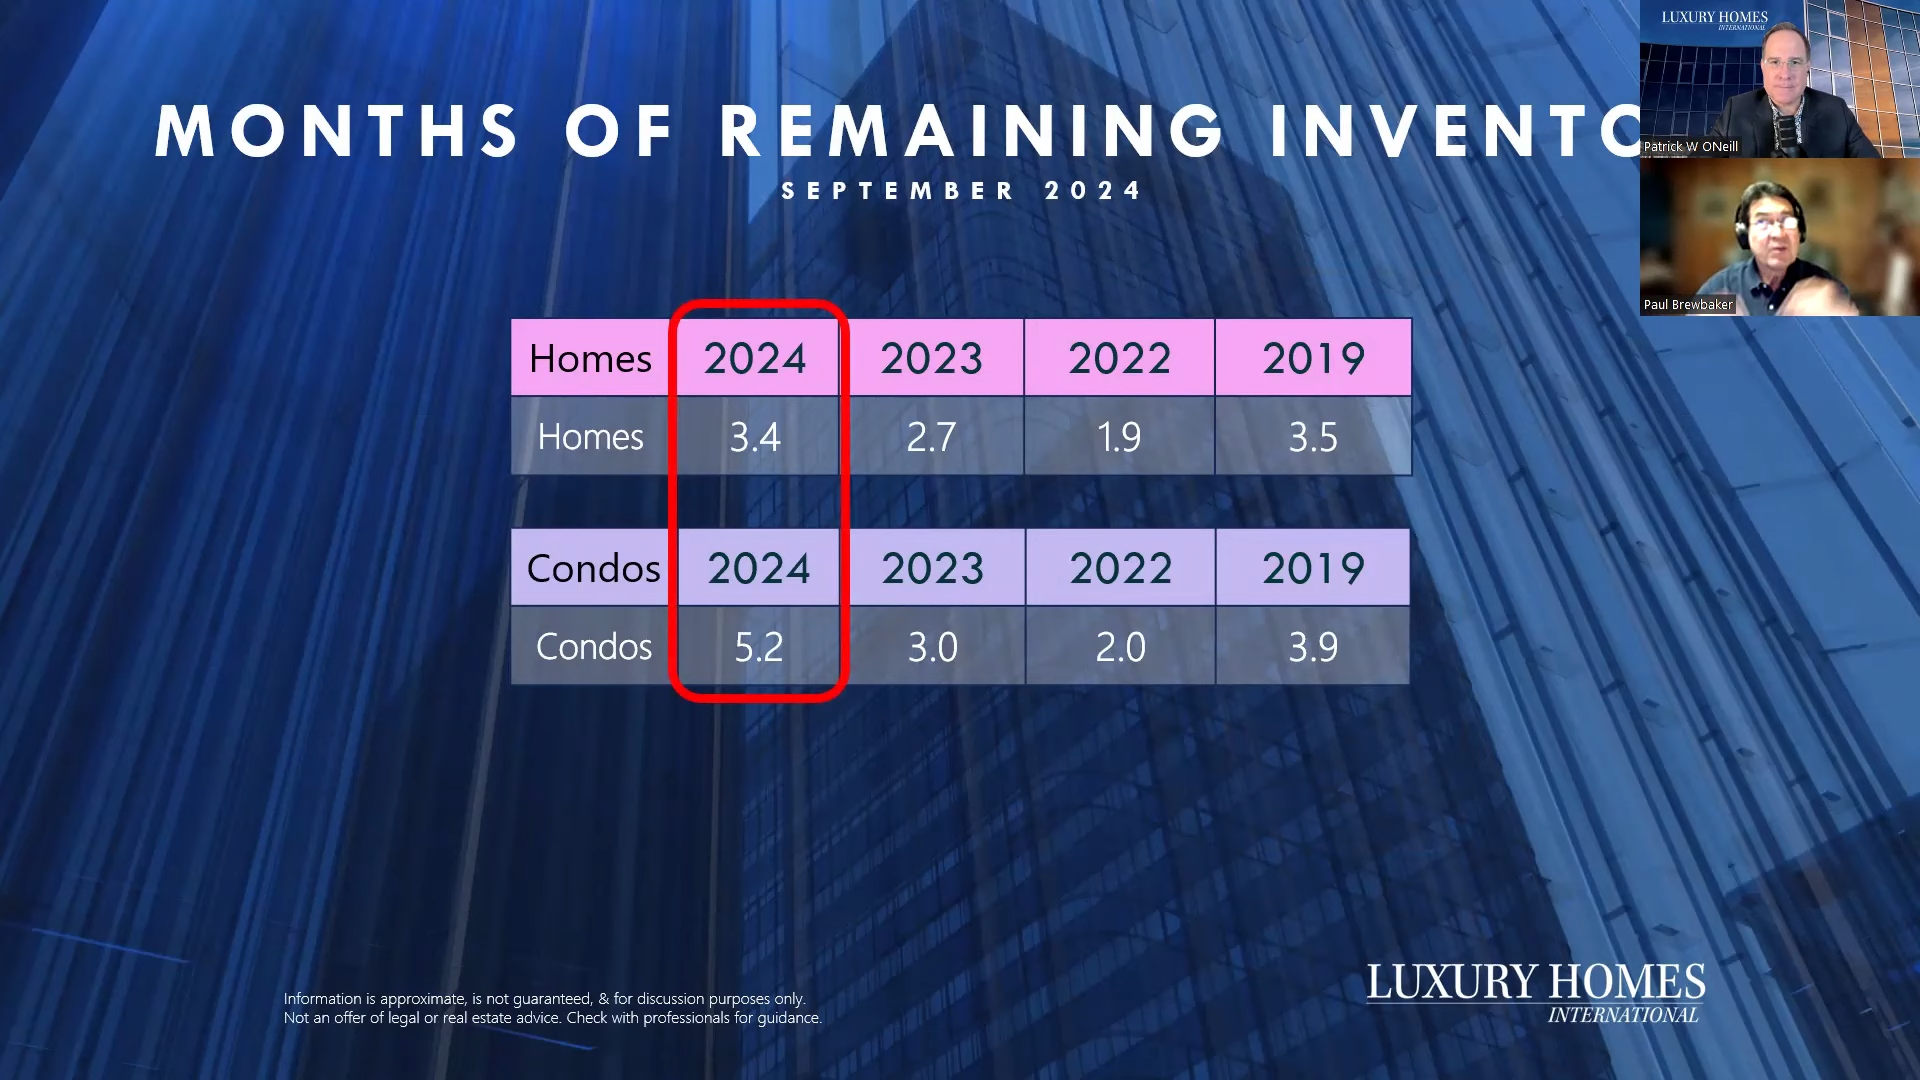 MONTHS OF REMAINING INVENTO
SEPTEMBER 2024
LUXURY HOMES
INTERNATIONAL
Patrick W ONeill
Paul Brewbaker
Homes 2024 2023 2022 2019
Homes 3.4 2.7 1.9 3.5
Condos 2024 2023 2022 2019
Condos 5.2 3.0 2.0 3.9
Information is approximate, is not guaranteed, & for discussion purposes only.
Not an offer of legal or real estate advice. Check with professionals for guidance.
LUXURY HOMES
INTERNATIONAL